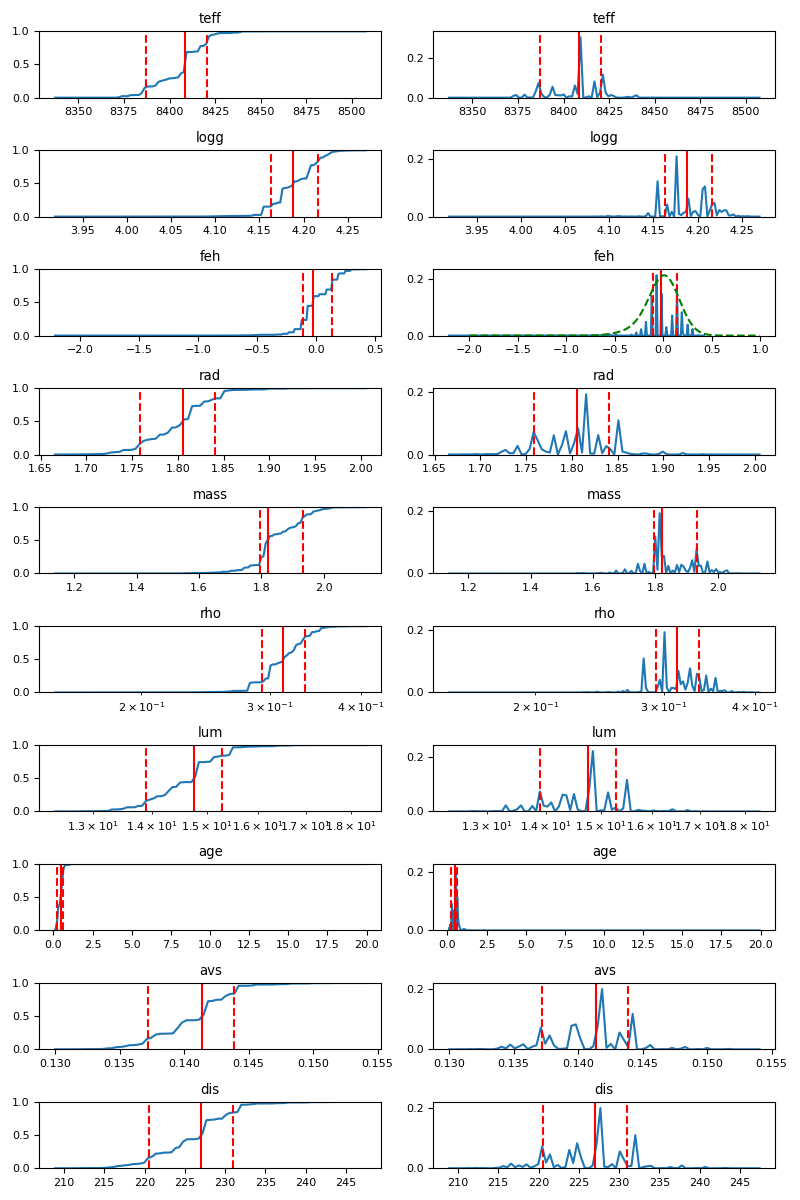 teff teff
1.0
0.5
0.0
0.2
0.0
8350 8375 8400 8425 8450 8475 8500 8350 8375 8400 8425 8450 8475 8500
logg logg
1.0
0.5
0.0
0.2
0.0
3.95 4.00 4.05 4.10 4.15 4.20 4.25 3.95 4.00 4.05 4.10 4.15 4.20 4.25
feh feh
1.0
0.5
0.0
0.2
0.0
−2.0 −1.5 −1.0 −0.5 0.0 0.5 −2.0 −1.5 −1.0 −0.5 0.0 0.5 1.0
rad rad
1.0
0.5
0.0
0.2
0.0
1.65 1.70 1.75 1.80 1.85 1.90 1.95 2.00 1.65 1.70 1.75 1.80 1.85 1.90 1.95 2.00
mass mass
1.0
0.5
0.0
0.2
0.0
1.2 1.4 1.6 1.8 2.0 1.2 1.4 1.6 1.8 2.0
rho rho
1.0
0.5
0.0
0.2
0.0
2 × 10⁻¹ 3 × 10⁻¹ 4 × 10⁻¹ 2 × 10⁻¹ 3 × 10⁻¹ 4 × 10⁻¹
lum lum
1.0
0.5
0.0
0.2
0.0
1.3 × 10¹ 1.4 × 10¹ 1.5 × 10¹ 1.6 × 10¹ 1.7 × 10¹ 1.8 × 10¹ 1.3 × 10¹ 1.4 × 10¹ 1.5 × 10¹ 1.6 × 10¹ 1.7 × 10¹ 1.8 × 10¹
age age
1.0
0.5
0.0
0.2
0.0
0.0 2.5 5.0 7.5 10.0 12.5 15.0 17.5 20.0 0.0 2.5 5.0 7.5 10.0 12.5 15.0 17.5 20.0
avs avs
1.0
0.5
0.0
0.2
0.0
0.130 0.135 0.140 0.145 0.150 0.155 0.130 0.135 0.140 0.145 0.150 0.155
dis dis
1.0
0.5
0.0
0.2
0.0
210 215 220 225 230 235 240 245 210 215 220 225 230 235 240 245